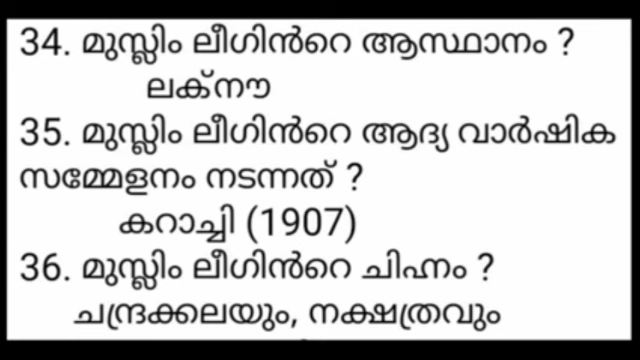 34. മുസ്ലിം ലീഗിൻറെ ആസ്ഥാനം ?
ലക്നൗ
35. മുസ്ലിം ലീഗിൻറെ ആദ്യ വാർഷിക
സമ്മേളനം നടന്നത് ?
കറാച്ചി (1907)
36. മുസ്ലിം ലീഗിൻറെ ചിഹ്നം ?
ചന്ദ്രക്കലയും, നക്ഷത്രവും